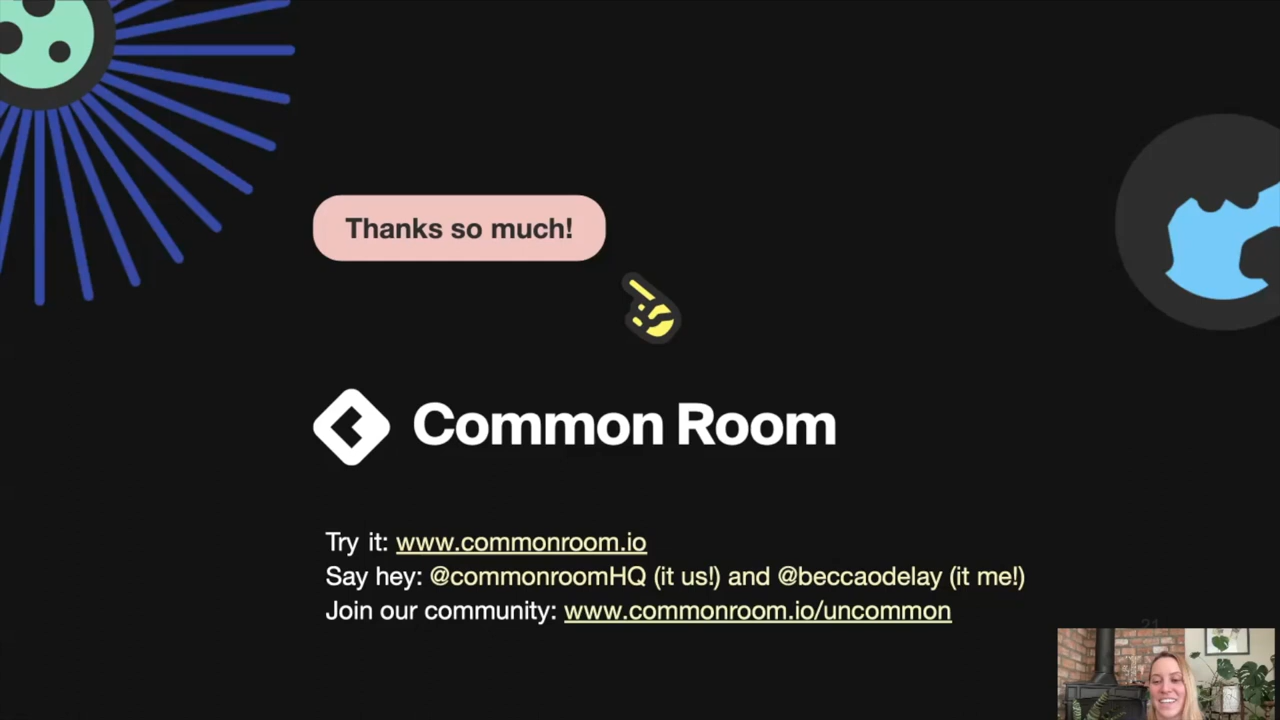 Thanks so much!
Common Room
Try it: www.commonroom.io
Say hey: @commonroomHQ (it us!) and @beccaodelay (it me!)
Join our community: www.commonroom.io/uncommon
21